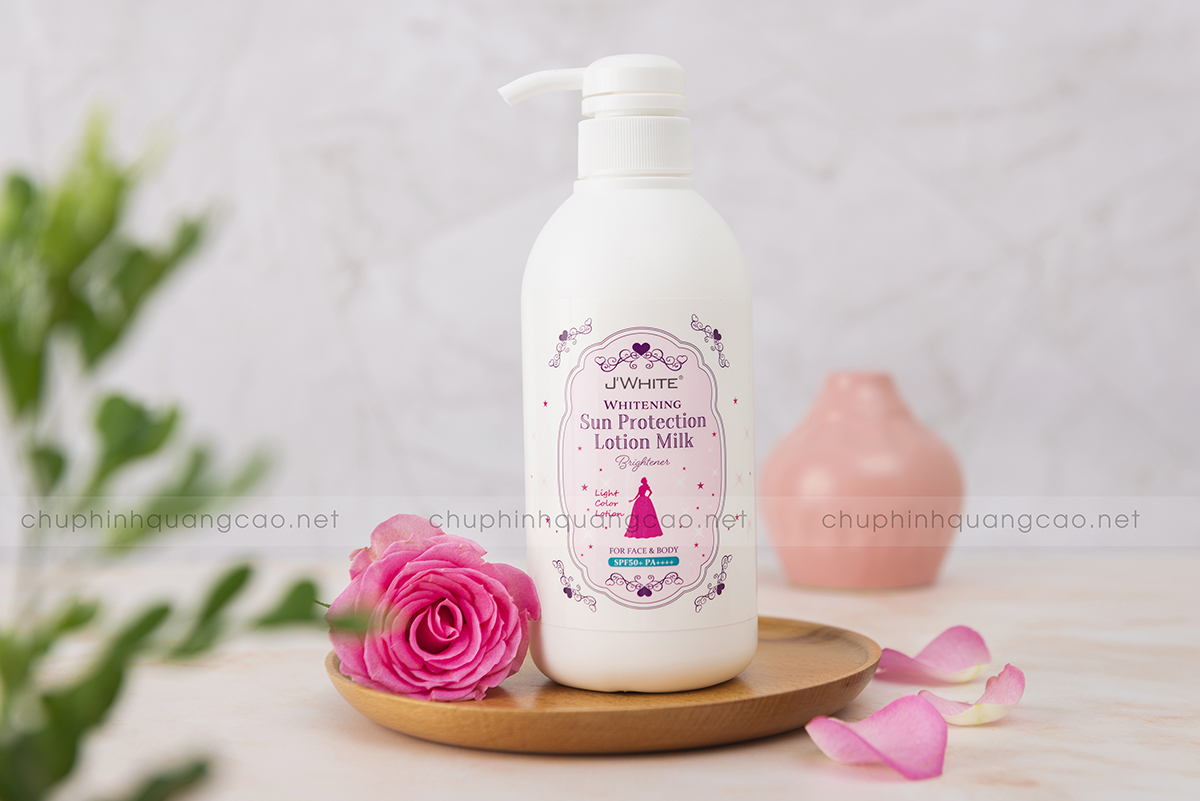 J'WHITE®
WHITENING
Sun Protection
Lotion Milk
Brightener
Light
Color
Lotion
FOR FACE & BODY
SPF50+ PA++++
chuphinhquangcao.net chuphinhquangcao.net chuphinhquangcao.net